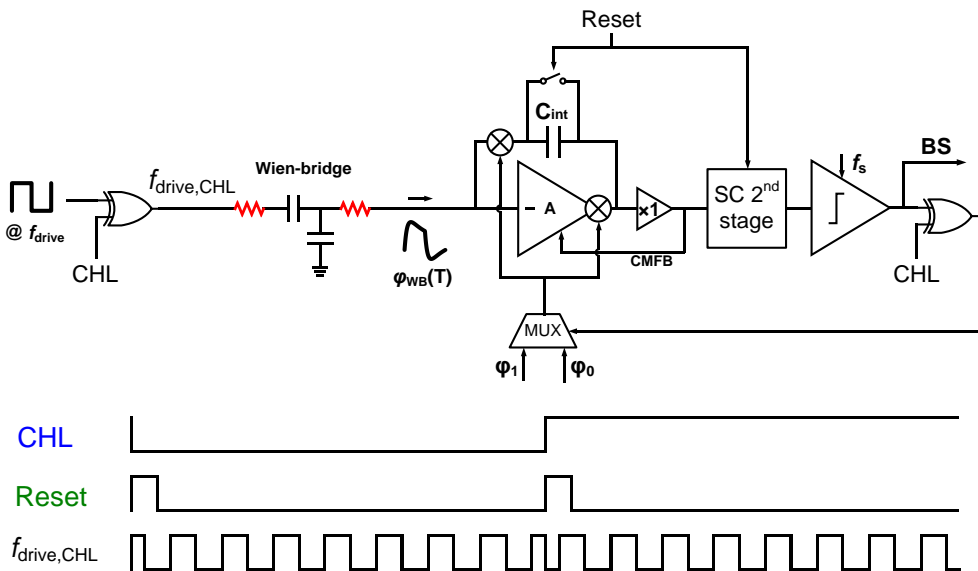 Reset
C_int
Wien-bridge
f_drive,CHL
@ f_drive
CHL
φ_WB(T)
− A
×1
CMFB
SC 2nd
stage
f_s
BS
CHL
MUX
φ_1
φ_0
CHL
Reset
f_drive,CHL